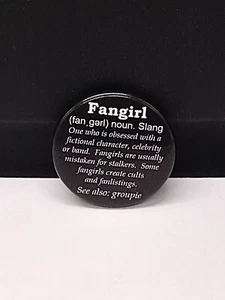 Fangirl
(fan‚gərl) noun. Slang
One who is obsessed with a
fictional character, celebrity
or band. Fangirls are usually
mistaken for stalkers. Some
fangirls create cults
and fanlistings.
See also: groupie